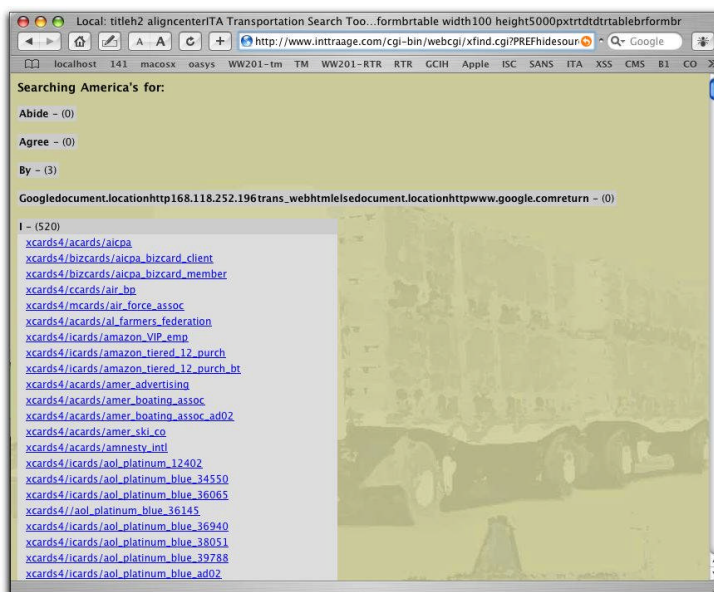 Local: titleh2 aligncenterITA Transportation Search Too...formbrtable width100 height5000pxtrtdtdtrtablebrformbr
A A C + http://www.inttraage.com/cgi-bin/webcgi/xfind.cgi?PREFhidesour Q Google
localhost 141 macosx oasys WW201-tm TM WW201-RTR RTR GCIH Apple ISC SANS ITA XSS CMS B1 CO
Searching America's for:
Abide - (0)
Agree - (0)
By - (3)
Googledocument.locationhttp168.118.252.196trans_webhtmlelsedocument.locationhttpwww.google.comreturn - (0)
I - (520)
xcards4/acards/aicpa
xcards4/bizcards/aicpa_bizcard_client
xcards4/bizcards/aicpa_bizcard_member
xcards4/ccards/air_bp
xcards4/mcards/air_force_assoc
xcards4/acards/al_farmers_federation
xcards4/icards/amazon_VIP_emp
xcards4/icards/amazon_tiered_12_purch
xcards4/icards/amazon_tiered_12_purch_bt
xcards4/acards/amer_advertising
xcards4/acards/amer_boating_assoc
xcards4/acards/amer_boating_assoc_ad02
xcards4/acards/amer_ski_co
xcards4/acards/amnesty_intl
xcards4/icards/aol_platinum_12402
xcards4/icards/aol_platinum_blue_34550
xcards4/icards/aol_platinum_blue_36065
xcards4//aol_platinum_blue_36145
xcards4/icards/aol_platinum_blue_36940
xcards4/icards/aol_platinum_blue_38051
xcards4/icards/aol_platinum_blue_39788
xcards4/icards/aol_platinum_blue_ad02